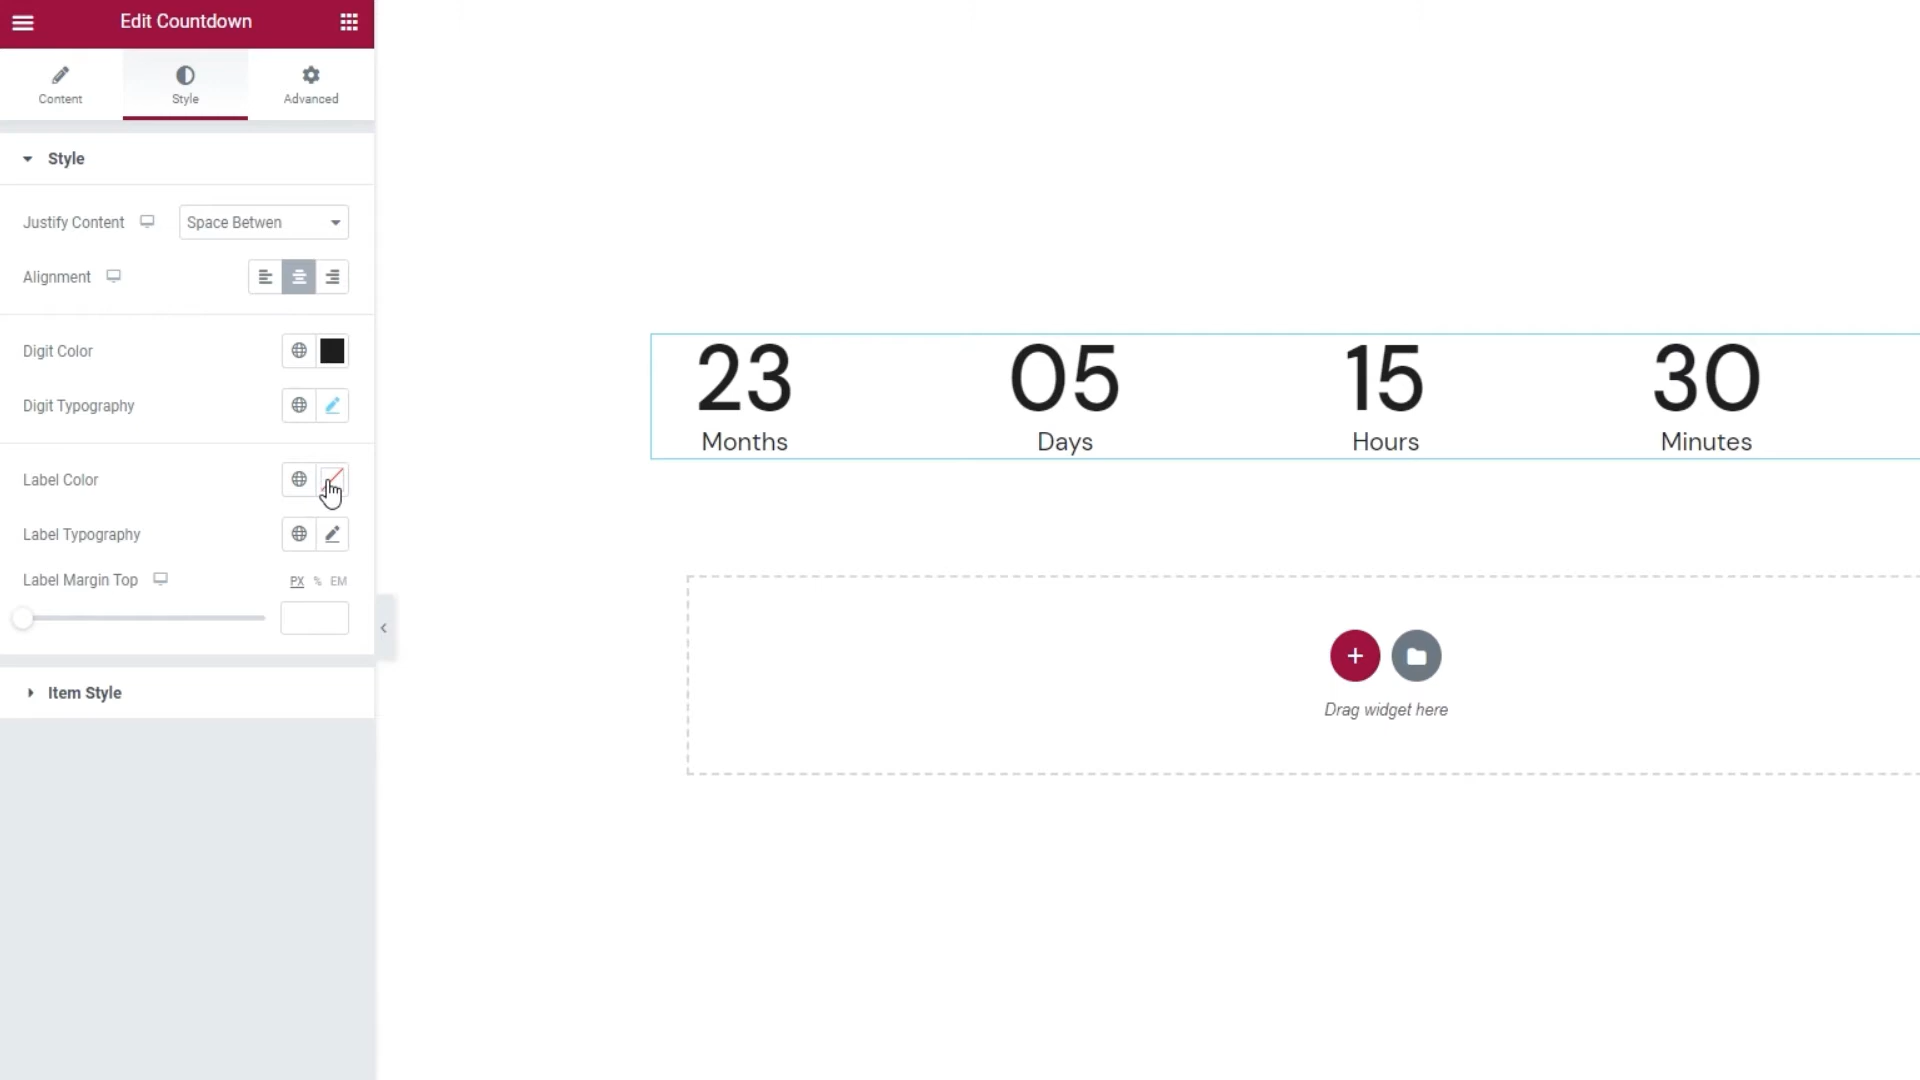 Edit Countdown
Content
Style
Advanced
Style
Justify Content
Space Betwen
Alignment
Digit Color
Digit Typography
Label Color
Label Typography
Label Margin Top
PX % EM
Item Style
23 05 15 30
Months Days Hours Minutes
Drag widget here